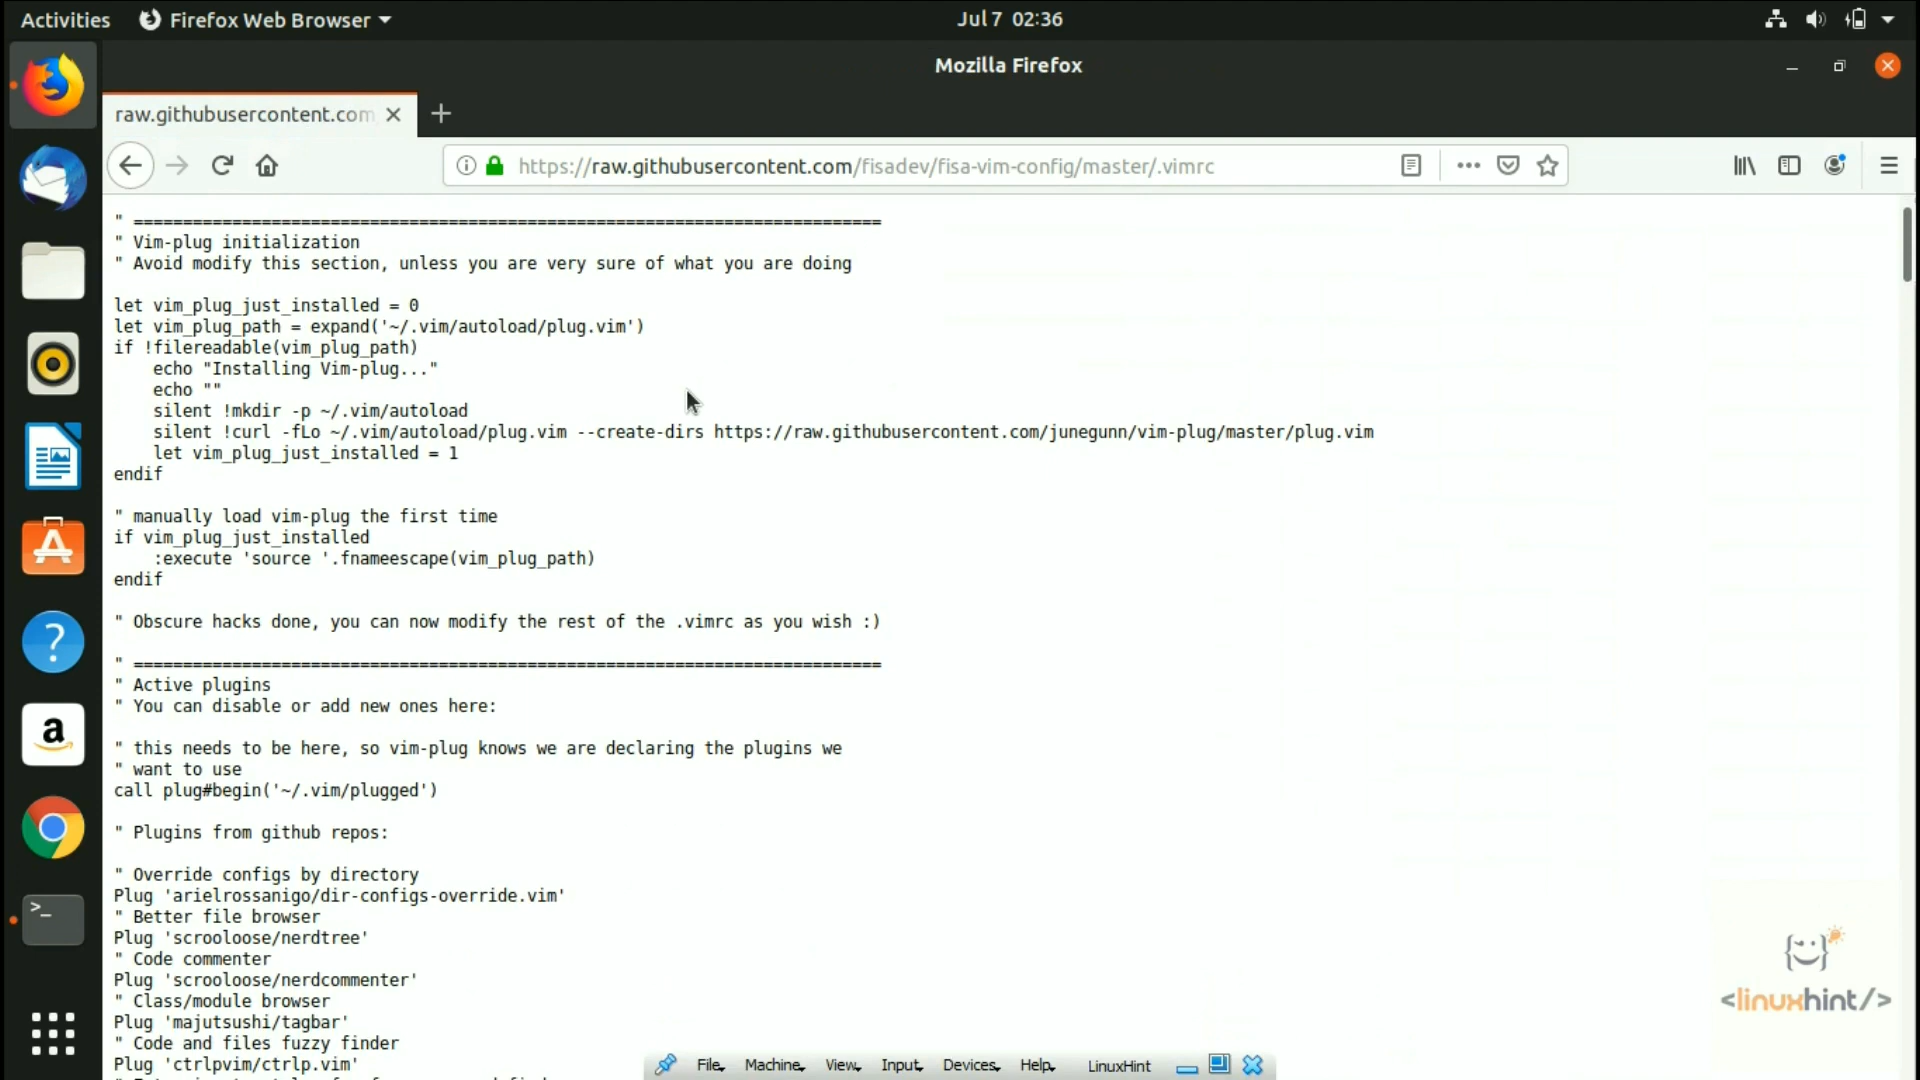 Activities
Firefox Web Browser
Jul 7 02:36
Mozilla Firefox
raw.githubusercontent.com
https://raw.githubusercontent.com/fisadev/fisa-vim-config/master/.vimrc
" ============================================================================
" Vim-plug initialization
" Avoid modify this section, unless you are very sure of what you are doing
let vim_plug_just_installed = 0
let vim_plug_path = expand('~/.vim/autoload/plug.vim')
if !filereadable(vim_plug_path)
    echo "Installing Vim-plug..."
    echo ""
    silent !mkdir -p ~/.vim/autoload
    silent !curl -fLo ~/.vim/autoload/plug.vim --create-dirs https://raw.githubusercontent.com/junegunn/vim-plug/master/plug.vim
    let vim_plug_just_installed = 1
endif
" manually load vim-plug the first time
if vim_plug_just_installed
    :execute 'source '.fnameescape(vim_plug_path)
endif
" Obscure hacks done, you can now modify the rest of the .vimrc as you wish :)
" ============================================================================
" Active plugins
" You can disable or add new ones here:
" this needs to be here, so vim-plug knows we are declaring the plugins we
" want to use
call plug#begin('~/.vim/plugged')
" Plugins from github repos:
" Override configs by directory
Plug 'arielrossanigo/dir-configs-override.vim'
" Better file browser
Plug 'scrooloose/nerdtree'
" Code commenter
Plug 'scrooloose/nerdcommenter'
" Class/module browser
Plug 'majutsushi/tagbar'
" Code and files fuzzy finder
Plug 'ctrlpvim/ctrlp.vim'
<linuxhint/>
File Machine View Input Devices Help LinuxHint